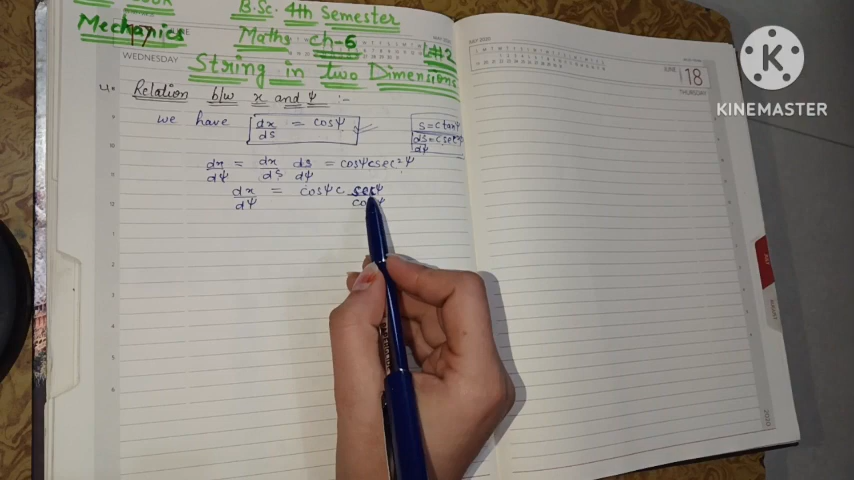 B.Sc. 4th Semester
Mechanics
Maths ch-6
L#2
String in two Dimensions
WEDNESDAY
4. Relation b/w x and ψ :-
we have dx/ds = cosψ
s = c tanψ
ds/dψ = c sec²ψ
dx/dψ = dx/ds ds/dψ = cosψ c sec²ψ
dx/dψ = cosψ c secψ
JUNE 18
THURSDAY
KINEMASTER